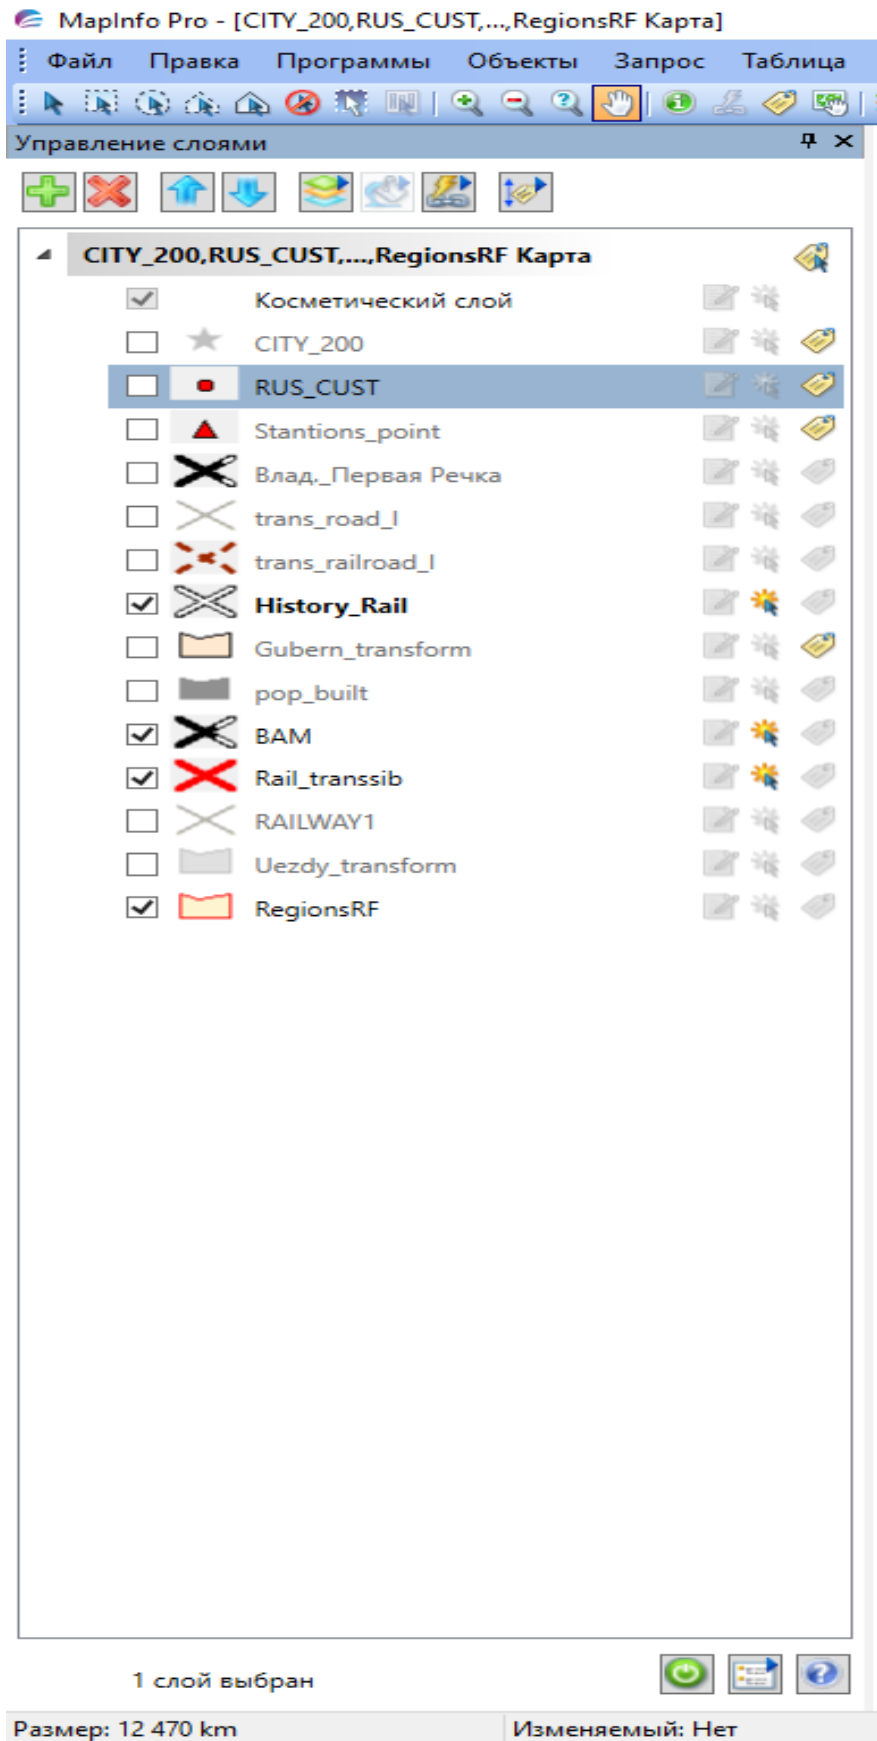 MapInfo Pro - [CITY_200,RUS_CUST,...,RegionsRF Карта]
Файл Правка Программы Объекты Запрос Таблица
Управление слоями
CITY_200,RUS_CUST,...,RegionsRF Карта
Косметический слой
CITY_200
RUS_CUST
Stantions_point
Влад._Первая Речка
trans_road_l
trans_railroad_l
History_Rail
Gubern_transform
pop_built
BAM
Rail_transsib
RAILWAY1
Uezdy_transform
RegionsRF
1 слой выбран
Размер: 12 470 km Изменяемый: Нет